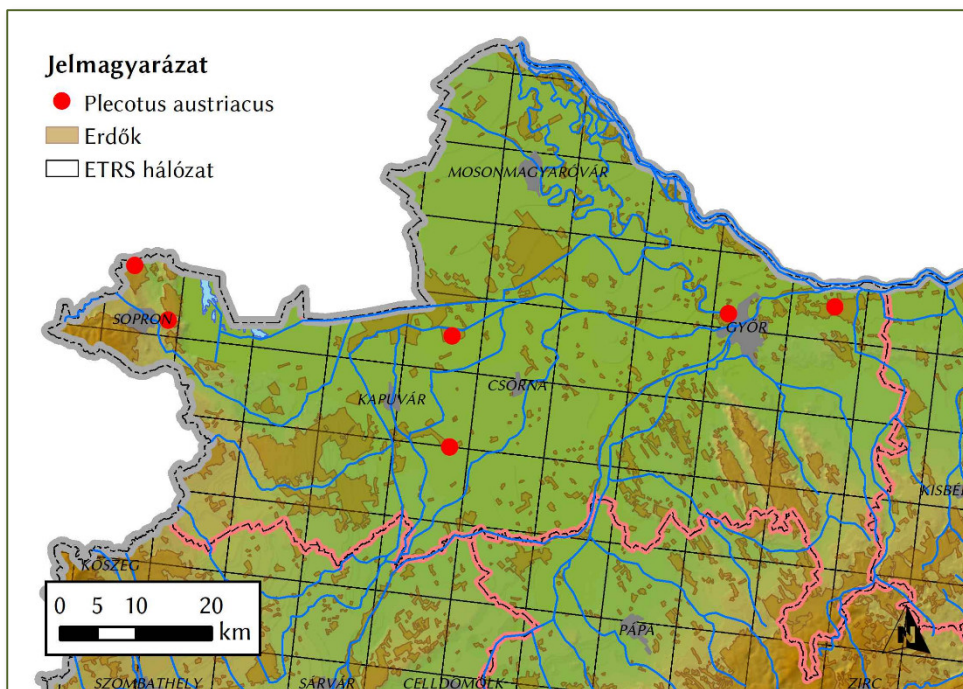 Jelmagyarázat
Plecotus austriacus
Erdők
ETRS hálózat
MOSONMAGYARÓVÁR
SOPRON
GYŐR
CSORNA
KAPUVÁR
KISBÉ
KŐSZEG
0 5 10 20
km
PÁPA
N
SZOMBATHELY
SÁRVÁR
CELLDÖMÖLK
ZIRC